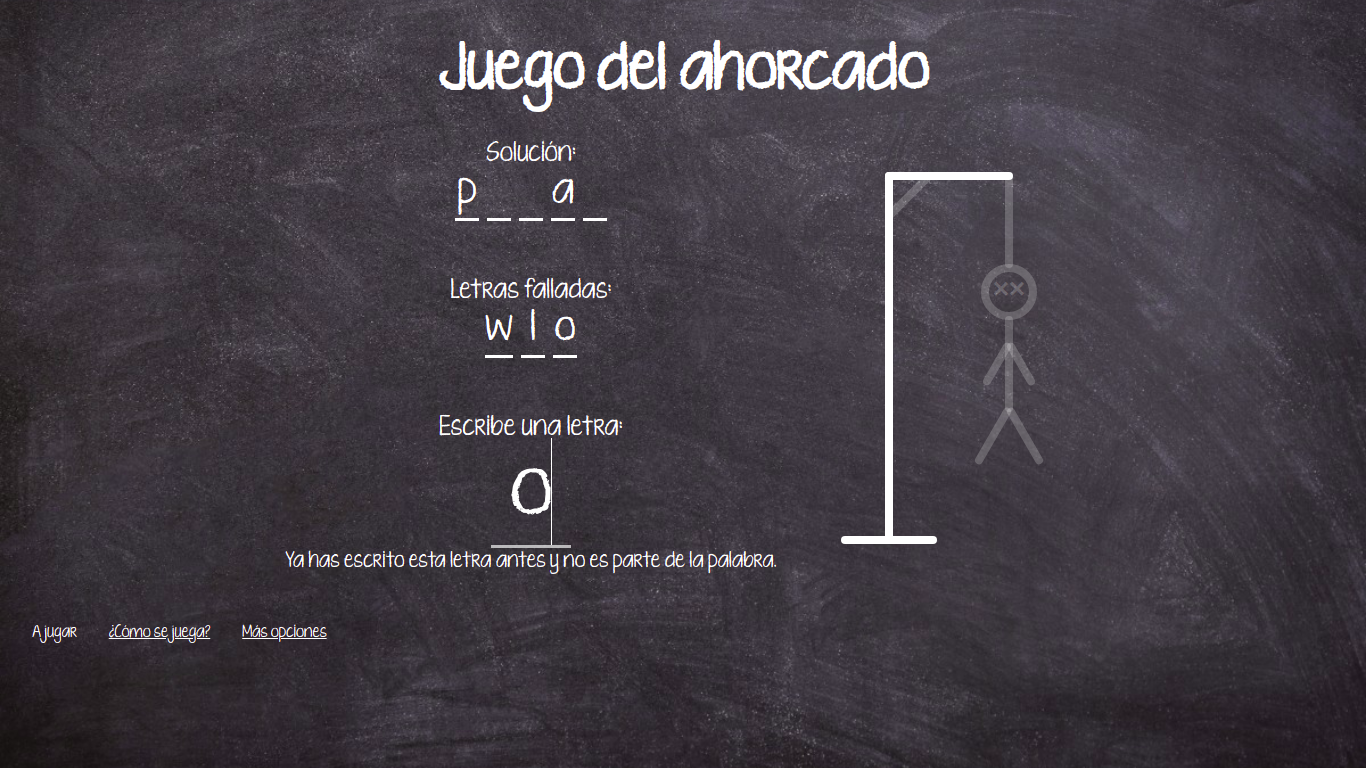 Juego del ahorcado
Solución:
p a
Letras falladas:
w l o
Escribe una letra:
o
Ya has escrito esta letra antes y no es parte de la palabra.
A jugar ¿Cómo se juega? Más opciones